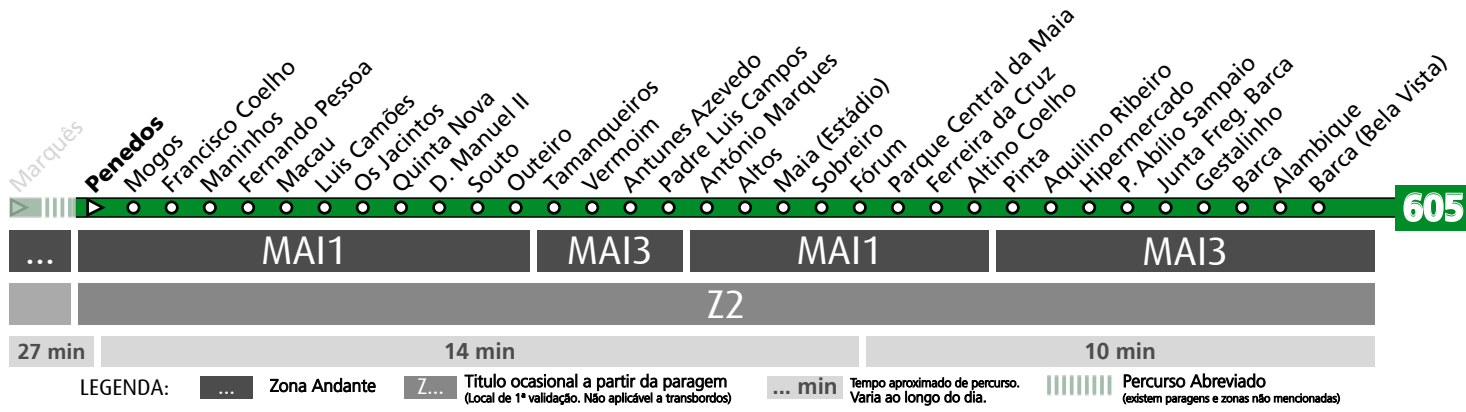 Marquês
Penedos
Mogos
Francisco Coelho
Maninhos
Fernando Pessoa
Macau
Luis Camões
Os Jacintos
Quinta Nova
D. Manuel II
Souto
Outeiro
Tamanqueiros
Vermoim
Antunes Azevedo
Padre Luis Campos
António Marques
Altos
Maia (Estádio)
Sobreiro
Fórum
Parque Central da Maia
Ferreira da Cruz
Altino Coelho
Pinta
Aquilino Ribeiro
Hipermercado
P. Abílio Sampaio
Junta Freg. Barca
Gestalinho
Barca
Alambique
Barca (Bela Vista)
605
... MAI1 MAI3 MAI1 MAI3
Z2
27 min 14 min 10 min
LEGENDA:
... Zona Andante
Z... Titulo ocasional a partir da paragem
(Local de 1ª validação. Não aplicável a transbordos)
... min Tempo aproximado de percurso.
Varia ao longo do dia.
Percurso Abreviado
(existem paragens e zonas não mencionadas)